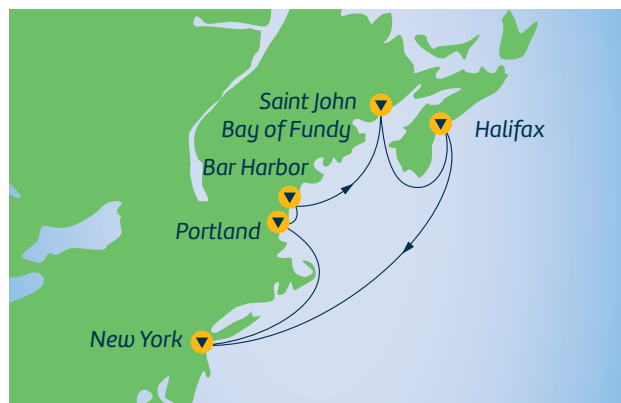 Saint John
Bay of Fundy
Halifax
Bar Harbor
Portland
New York